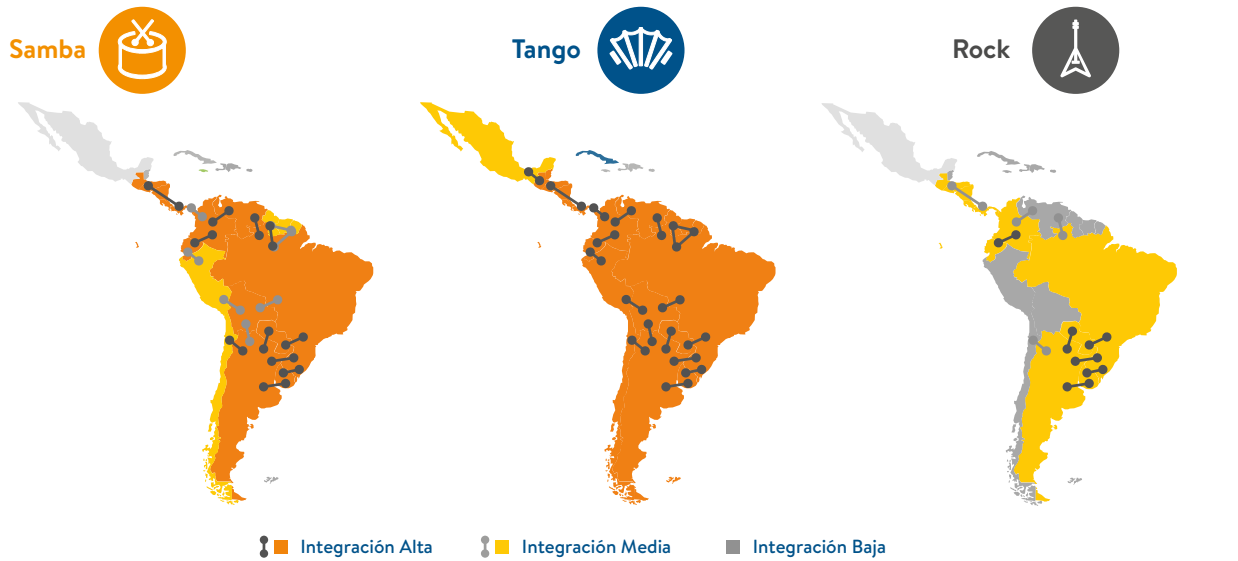 Samba
Tango
Rock
Integración Alta
Integración Media
Integración Baja